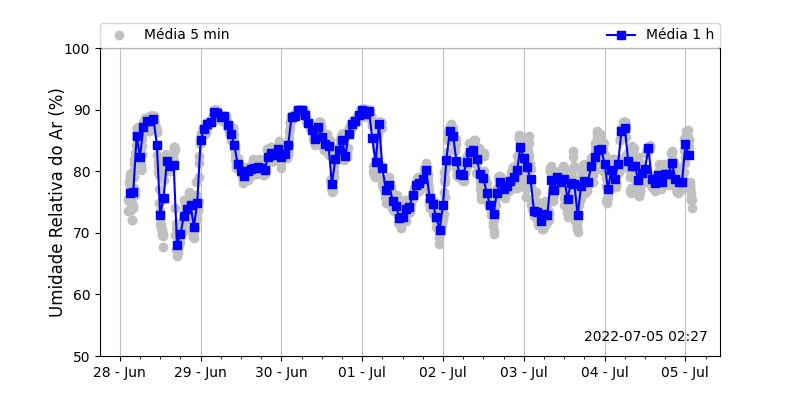 Média 5 min
Média 1 h
Umidade Relativa do Ar (%)
100
90
80
70
60
50
2022-07-05 02:27
28 - Jun
29 - Jun
30 - Jun
01 - Jul
02 - Jul
03 - Jul
04 - Jul
05 - Jul